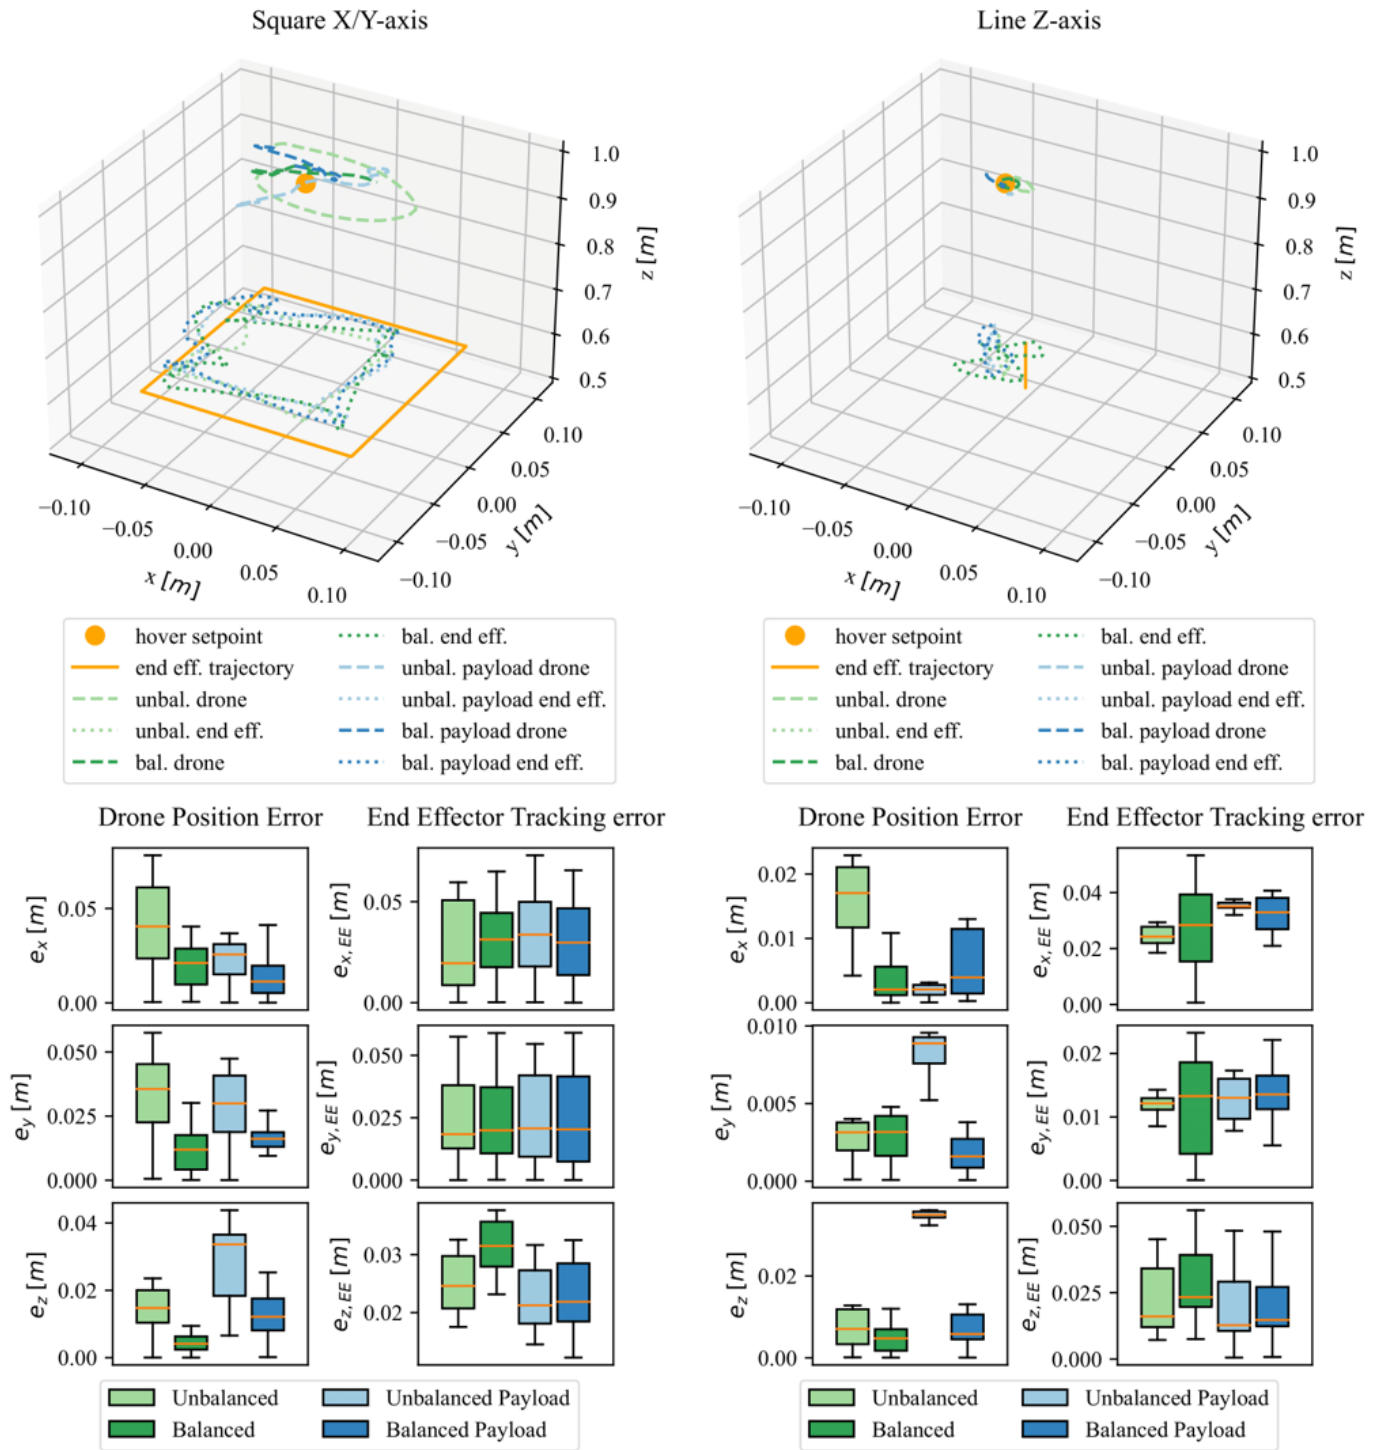 Square X/Y-axis
1.0
0.9
0.8
0.7
0.6
0.5
z [m]
0.10
0.05
0.00
−0.05
−0.10
y [m]
−0.10
−0.05
0.00
0.05
0.10
x [m]
hover setpoint
end eff. trajectory
unbal. drone
unbal. end eff.
bal. drone
bal. end eff.
unbal. payload drone
unbal. payload end eff.
bal. payload drone
bal. payload end eff.
Line Z-axis
1.0
0.9
0.8
0.7
0.6
0.5
z [m]
0.10
0.05
0.00
−0.05
−0.10
y [m]
−0.10
−0.05
0.00
0.05
0.10
x [m]
hover setpoint
end eff. trajectory
unbal. drone
unbal. end eff.
bal. drone
bal. end eff.
unbal. payload drone
unbal. payload end eff.
bal. payload drone
bal. payload end eff.
Drone Position Error
e_x [m]
0.05
0.00
e_y [m]
0.050
0.025
0.000
e_z [m]
0.04
0.02
0.00
End Effector Tracking error
e_{x,EE} [m]
0.05
0.00
e_{y,EE} [m]
0.050
0.025
0.000
e_{z,EE} [m]
0.03
0.02
Unbalanced
Balanced
Unbalanced Payload
Balanced Payload
Drone Position Error
e_x [m]
0.02
0.01
0.00
e_y [m]
0.010
0.005
0.000
e_z [m]
0.02
0.00
End Effector Tracking error
e_{x,EE} [m]
0.04
0.02
0.00
e_{y,EE} [m]
0.02
0.01
0.00
e_{z,EE} [m]
0.050
0.025
0.000
Unbalanced
Balanced
Unbalanced Payload
Balanced Payload